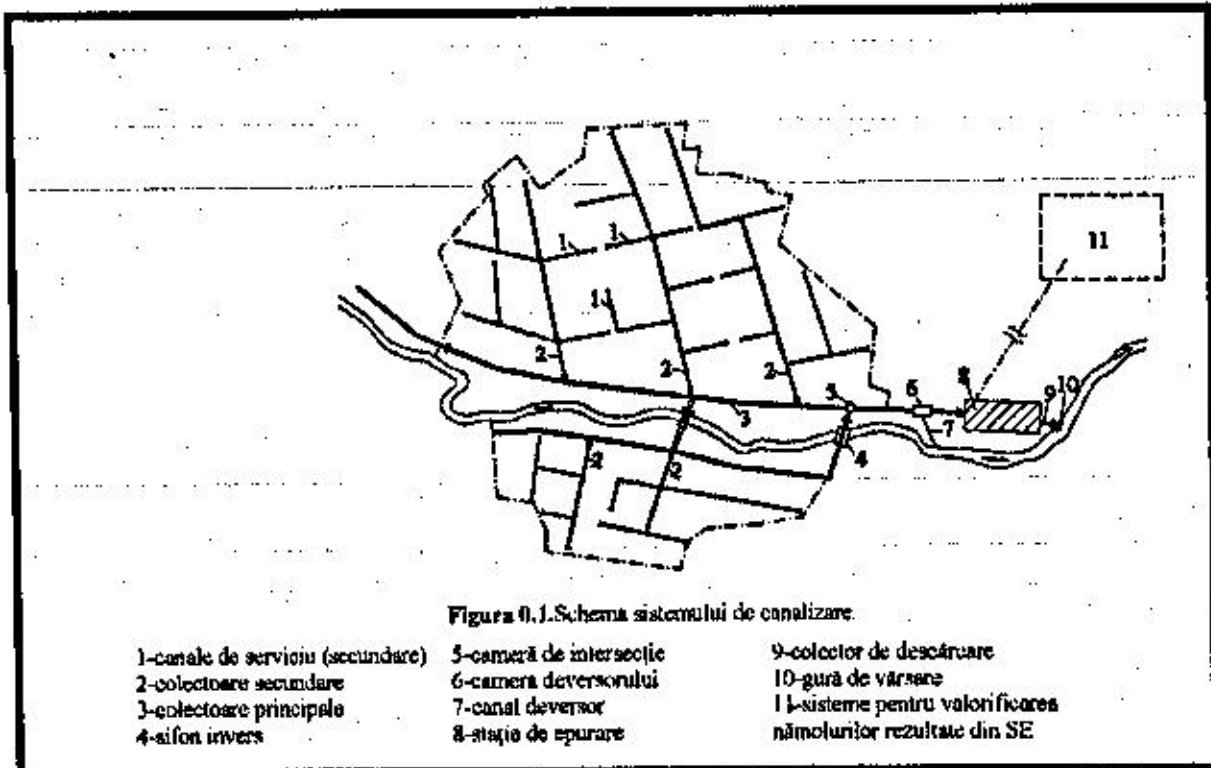 11
1
1
1
2
2
2
5
6
8
9
10
3
7
4
2
2
Figura 0.1.Schema sistemului de canalizare.
1-canale de serviciu (secundare)
2-colectoare secundare
3-colectoare principale
4-sifon invers
5-cameră de intersecție
6-camera deversorului
7-canal deversor
8-stație de epurare
9-colector de descărcare
10-gură de vărsare
11-sisteme pentru valorificarea
nămolurilor rezultate din SE